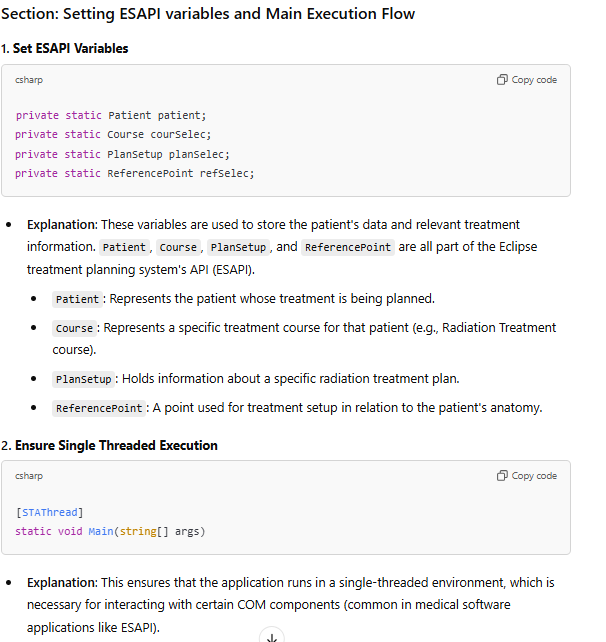 Section: Setting ESAPI variables and Main Execution Flow
1. Set ESAPI Variables
csharp
Copy code
private static Patient patient;
private static Course courSelec;
private static PlanSetup planSelec;
private static ReferencePoint refSelec;
Explanation: These variables are used to store the patient's data and relevant treatment
information. Patient, Course, PlanSetup, and ReferencePoint are all part of the Eclipse
treatment planning system's API (ESAPI).
Patient: Represents the patient whose treatment is being planned.
Course: Represents a specific treatment course for that patient (e.g., Radiation Treatment
course).
PlanSetup: Holds information about a specific radiation treatment plan.
ReferencePoint: A point used for treatment setup in relation to the patient's anatomy.
2. Ensure Single Threaded Execution
csharp
Copy code
[STAThread]
static void Main(string[] args)
Explanation: This ensures that the application runs in a single-threaded environment, which is
necessary for interacting with certain COM components (common in medical software
applications like ESAPI).